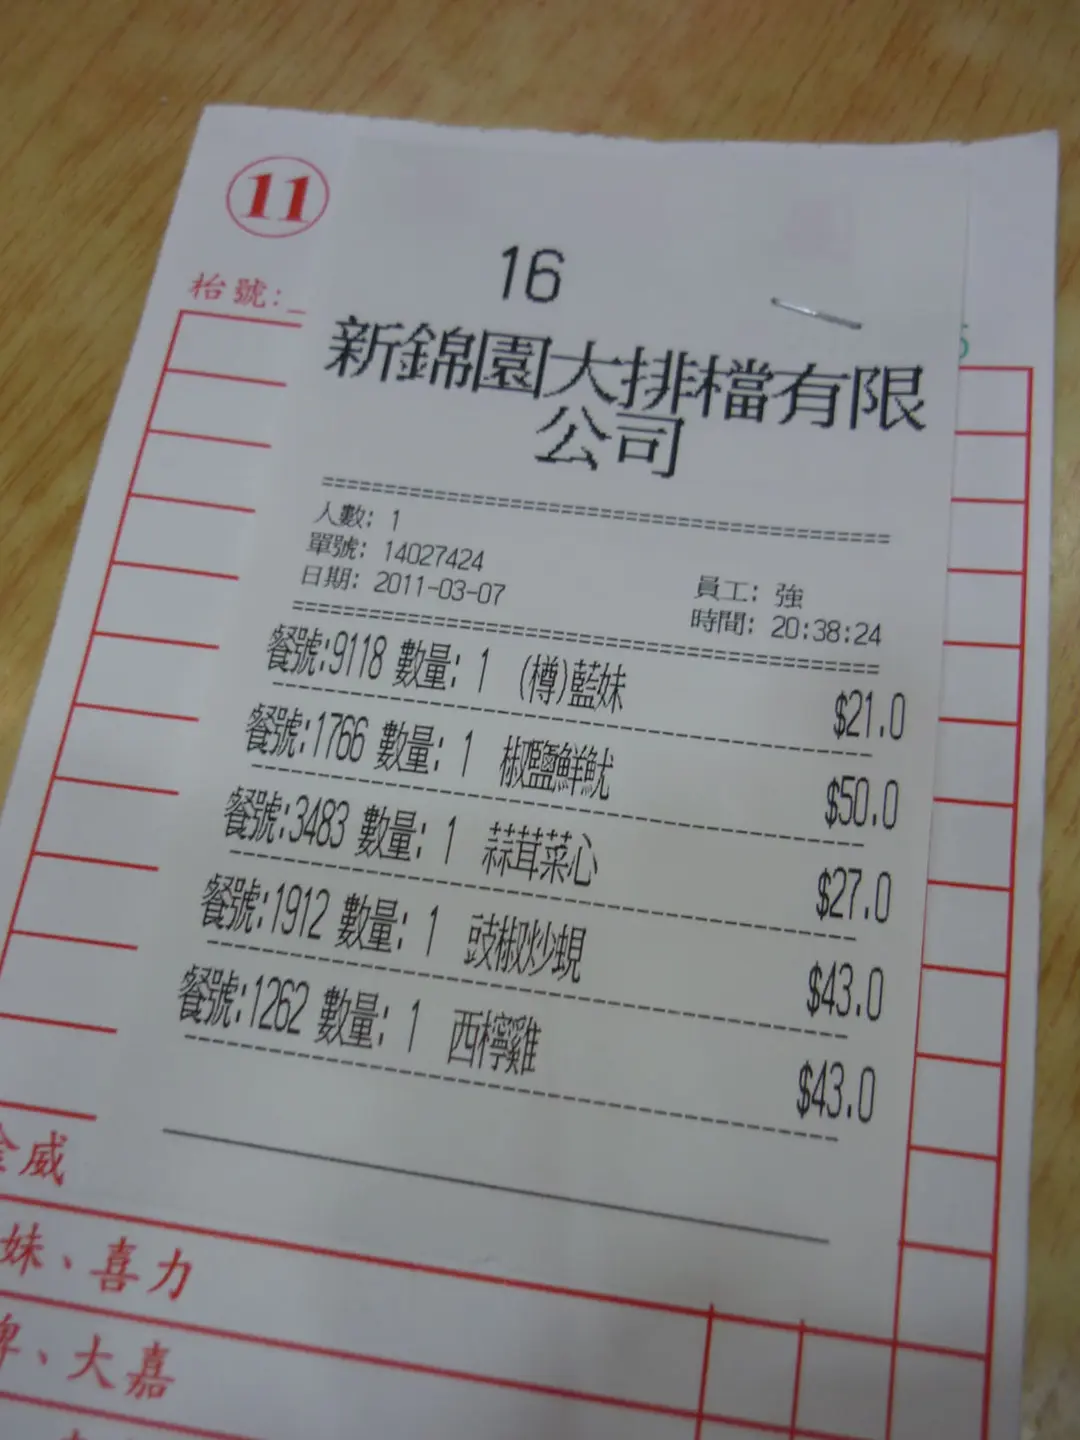 11
枱號:
16
新錦園大排檔有限
公司
人數: 1
單號: 14027424
員工: 強
日期: 2011-03-07
時間: 20:38:24
餐號:9118 數量: 1 (樽)藍妹 $21.0
餐號:1766 數量: 1 椒鹽鮮魷 $50.0
餐號:3483 數量: 1 蒜茸菜心 $27.0
餐號:1912 數量: 1 豉椒炒蜆 $43.0
餐號:1262 數量: 1 西檸雞 $43.0
金威
妹、喜力
、大嘉